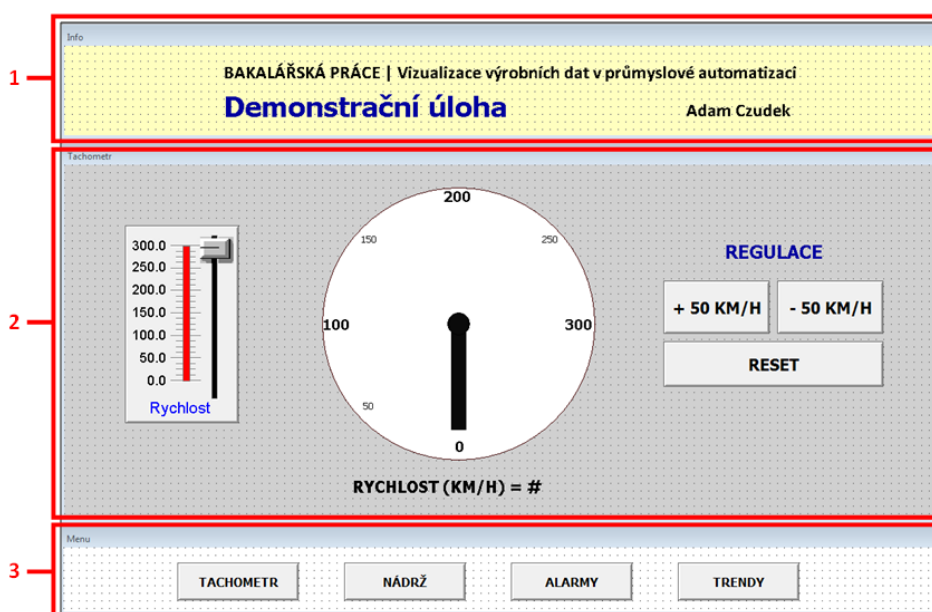 Info
1
BAKALÁŘSKÁ PRÁCE | Vizualizace výrobních dat v průmyslové automatizaci
Demonstrační úloha
Adam Czudek
Tachometr
2
300.0
250.0
200.0
150.0
100.0
50.0
0.0
Rychlost
200
150
250
100
300
50
0
RYCHLOST (KM/H) = #
REGULACE
+ 50 KM/H
- 50 KM/H
RESET
Menu
3
TACHOMETR
NÁDRŽ
ALARMY
TRENDY